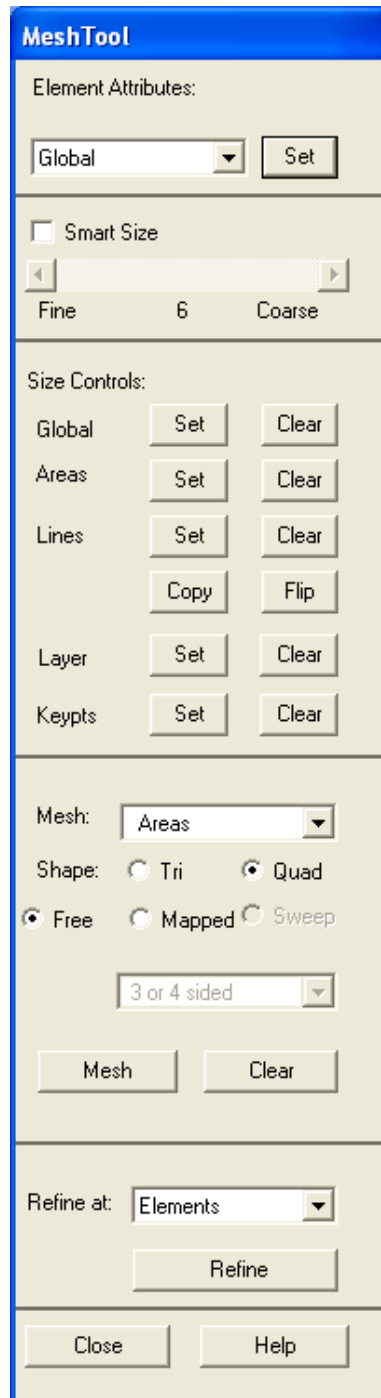 MeshTool
Element Attributes:
Global Set
Smart Size
Fine 6 Coarse
Size Controls:
Global Set Clear
Areas Set Clear
Lines Set Clear
Copy Flip
Layer Set Clear
Keypts Set Clear
Mesh: Areas
Shape: Tri Quad
Free Mapped Sweep
3 or 4 sided
Mesh Clear
Refine at: Elements
Refine
Close Help